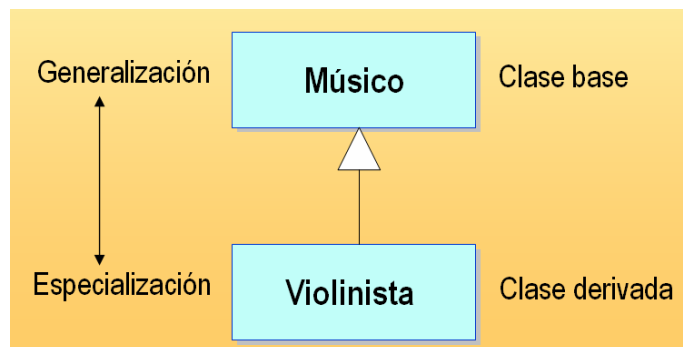 Generalización
Músico
Clase base
Especialización
Violinista
Clase derivada